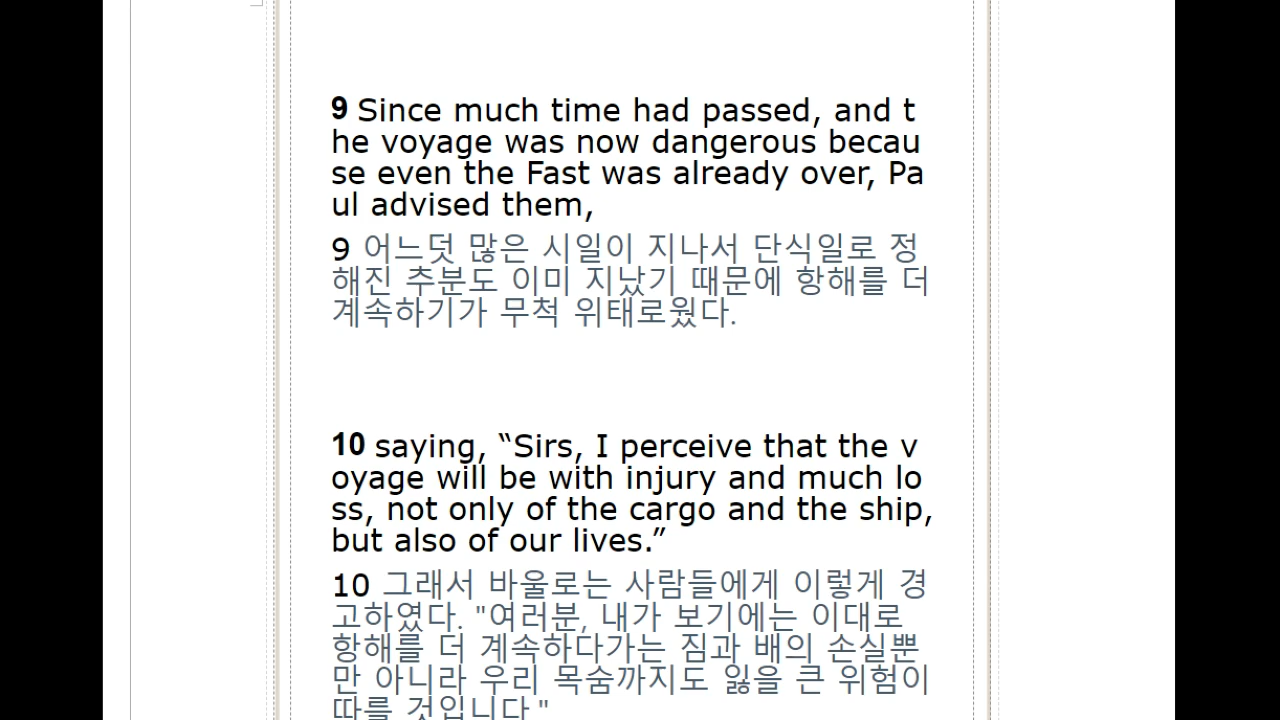 9 Since much time had passed, and t
he voyage was now dangerous becau
se even the Fast was already over, Pa
ul advised them,
9 어느덧 많은 시일이 지나서 단식일로 정
해진 추분도 이미 지났기 때문에 항해를 더
계속하기가 무척 위태로웠다.
10 saying, “Sirs, I perceive that the v
oyage will be with injury and much lo
ss, not only of the cargo and the ship,
but also of our lives.”
10 그래서 바울로는 사람들에게 이렇게 경
고하였다. "여러분, 내가 보기에는 이대로
항해를 더 계속하다가는 짐과 배의 손실뿐
만 아니라 우리 목숨까지도 잃을 큰 위험이
따를 것입니다."